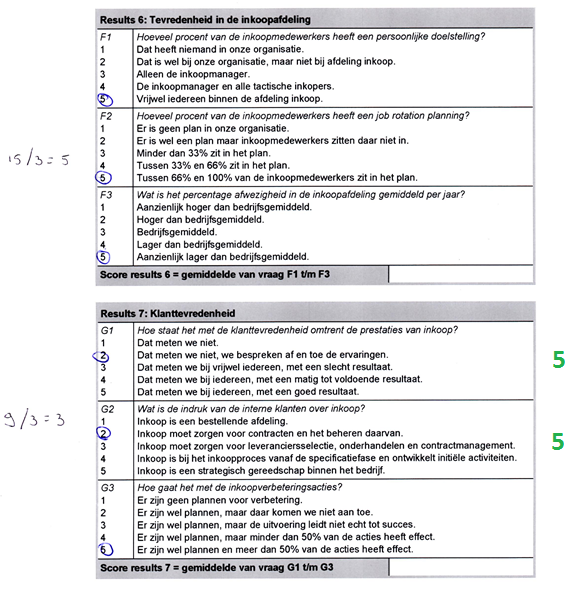 Results 6: Tevredenheid in de inkoopafdeling
F1 Hoeveel procent van de inkoopmedewerkers heeft een persoonlijke doelstelling?
1 Dat heeft niemand in onze organisatie.
2 Dat is wel bij onze organisatie, maar niet bij afdeling inkoop.
3 Alleen de inkoopmanager.
4 De inkoopmanager en alle tactische inkopers.
5 Vrijwel iedereen binnen de afdeling inkoop.
F2 Hoeveel procent van de inkoopmedewerkers heeft een job rotation planning?
1 Er is geen plan in onze organisatie.
2 Er is wel een plan maar inkoopmedewerkers zitten daar niet in.
15/3 = 5
3 Minder dan 33% zit in het plan.
4 Tussen 33% en 66% zit in het plan.
5 Tussen 66% en 100% van de inkoopmedewerkers zit in het plan.
F3 Wat is het percentage afwezigheid in de inkoopafdeling gemiddeld per jaar?
1 Aanzienlijk hoger dan bedrijfsgemiddeld.
2 Hoger dan bedrijfsgemiddeld.
3 Bedrijfsgemiddeld.
4 Lager dan bedrijfsgemiddeld.
5 Aanzienlijk lager dan bedrijfsgemiddeld.
Score results 6 = gemiddelde van vraag F1 t/m F3
Results 7: Klanttevredenheid
G1 Hoe staat het met de klanttevredenheid omtrent de prestaties van inkoop?
1 Dat meten we niet.
2 Dat meten we niet, we bespreken af en toe de ervaringen.
5
3 Dat meten we bij vrijwel iedereen, met een slecht resultaat.
4 Dat meten we bij iedereen, met een matig tot voldoende resultaat.
5 Dat meten we bij iedereen, met een goed resultaat.
G2 Wat is de indruk van de interne klanten over inkoop?
1 Inkoop is een bestellende afdeling.
9/3 = 3
2 Inkoop moet zorgen voor contracten en het beheren daarvan.
3 Inkoop moet zorgen voor leveranciersselectie, onderhandelen en contractmanagement.
5
4 Inkoop is bij het inkoopproces vanaf de specificatiefase en ontwikkelt initiële activiteiten.
5 Inkoop is een strategisch gereedschap binnen het bedrijf.
G3 Hoe gaat het met de inkoopverbeteringsacties?
1 Er zijn geen plannen voor verbetering.
2 Er zijn wel plannen, maar daar komen we niet aan toe.
3 Er zijn wel plannen, maar de uitvoering leidt niet echt tot succes.
4 Er zijn wel plannen, maar minder dan 50% van de acties heeft effect.
5 Er zijn wel plannen en meer dan 50% van de acties heeft effect.
Score results 7 = gemiddelde van vraag G1 t/m G3